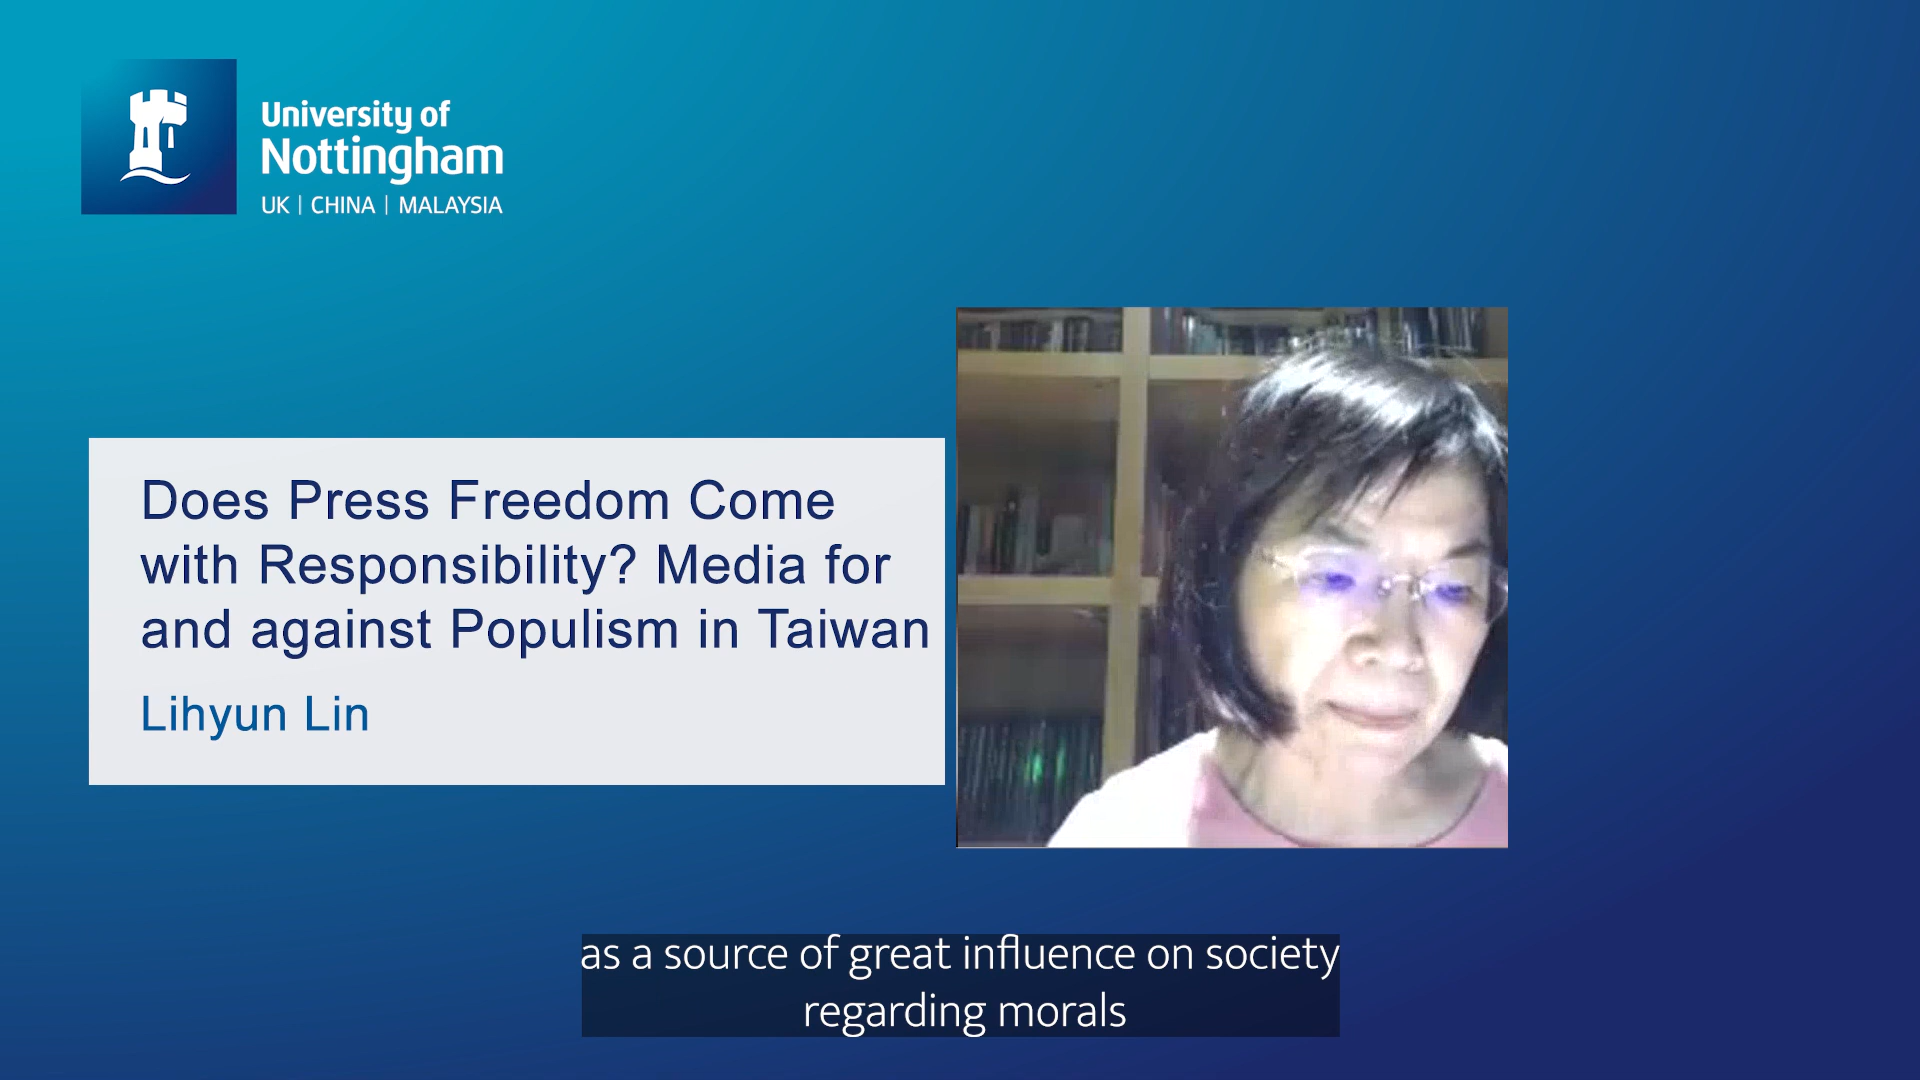 University of
Nottingham
UK | CHINA | MALAYSIA
Does Press Freedom Come
with Responsibility? Media for
and against Populism in Taiwan
Lihyun Lin
as a source of great influence on society
regarding morals